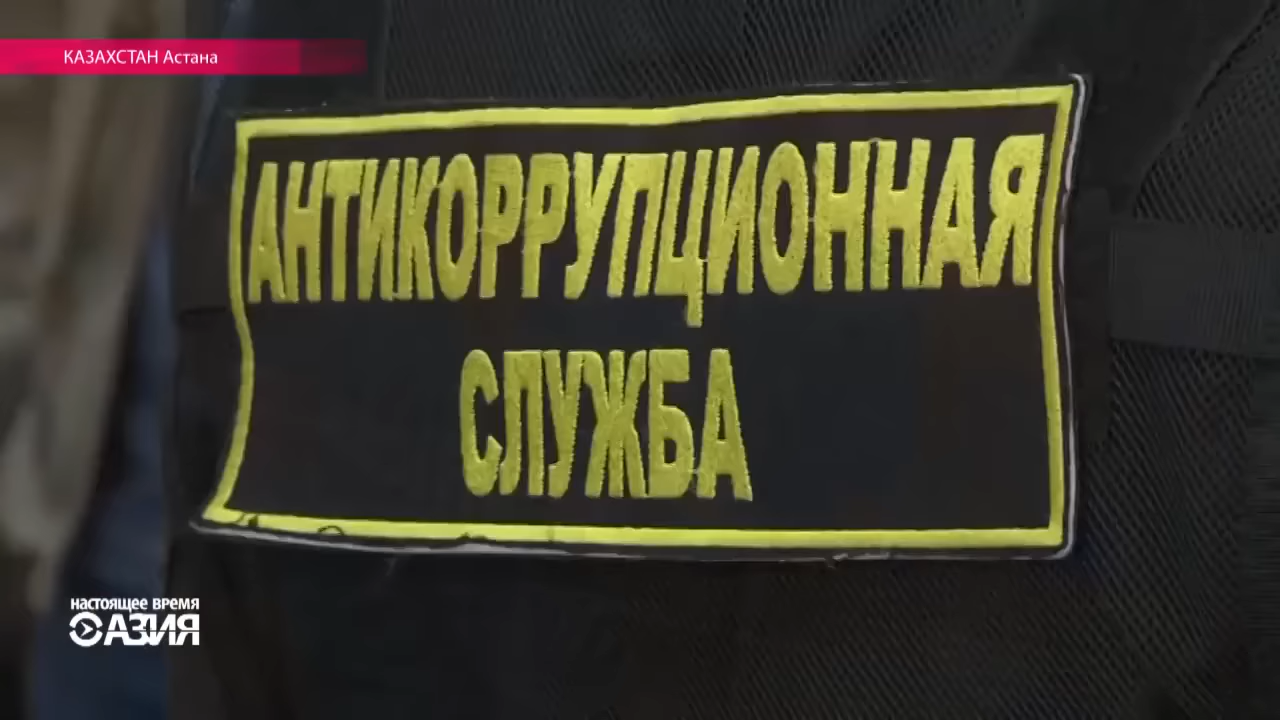 КАЗАХСТАН Астана
АНТИКОРРУПЦИОННАЯ
СЛУЖБА
НАСТОЯЩЕЕ ВРЕМЯ
АЗИЯ